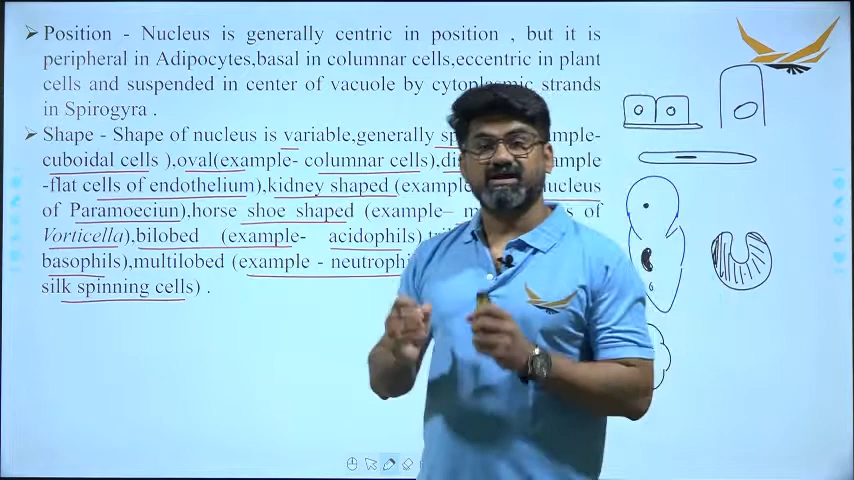 ➢ Position - Nucleus is generally centric in position , but it is
peripheral in Adipocytes,basal in columnar cells,eccentric in plant
cells and suspended in center of vacuole by cytoplasmic strands
in Spirogyra .
➢ Shape - Shape of nucleus is variable,generally
cuboidal cells ),oval(example- columnar cells),
-flat cells of endothelium),kidney shaped (example
of Paramoeciun),horse shoe shaped (example– of
Vorticella),bilobed (example- acidophils)
basophils),multilobed (example - neutrophi
silk spinning cells) .